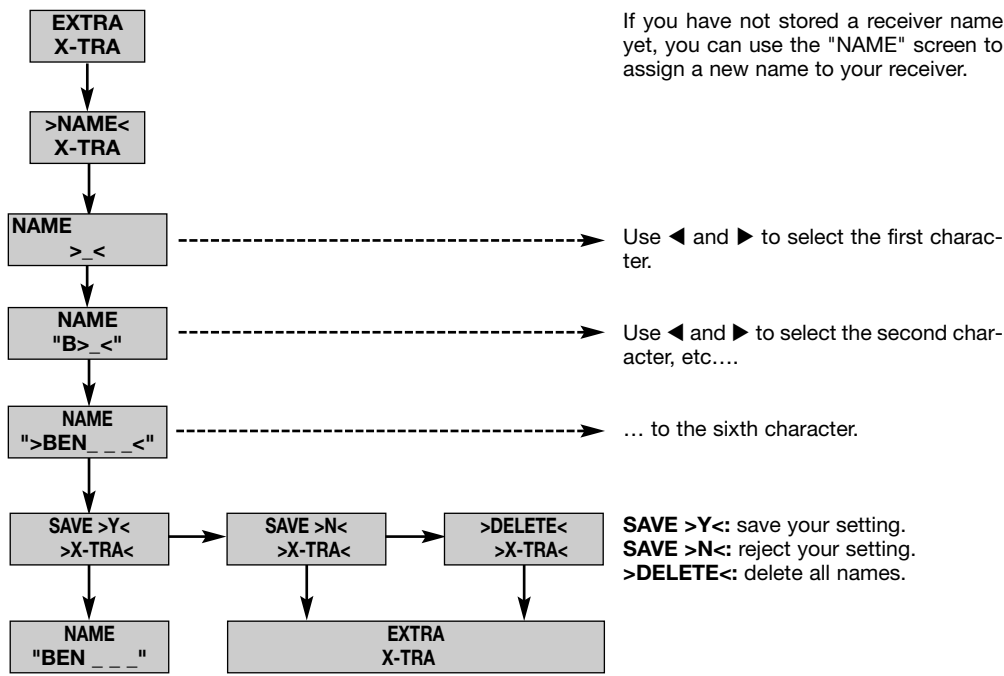 EXTRA
X-TRA
If you have not stored a receiver name
yet, you can use the "NAME" screen to
assign a new name to your receiver.
>NAME<
X-TRA
NAME
>_<
Use ◀ and ▶ to select the first charac-
ter.
NAME
"B>_<"
Use ◀ and ▶ to select the second char-
acter, etc….
NAME
">BEN_ _ _<"
… to the sixth character.
SAVE >Y<
>X-TRA<
SAVE >N<
>X-TRA<
>DELETE<
>X-TRA<
SAVE >Y<: save your setting.
SAVE >N<: reject your setting.
>DELETE<: delete all names.
NAME
"BEN _ _ _"
EXTRA
X-TRA